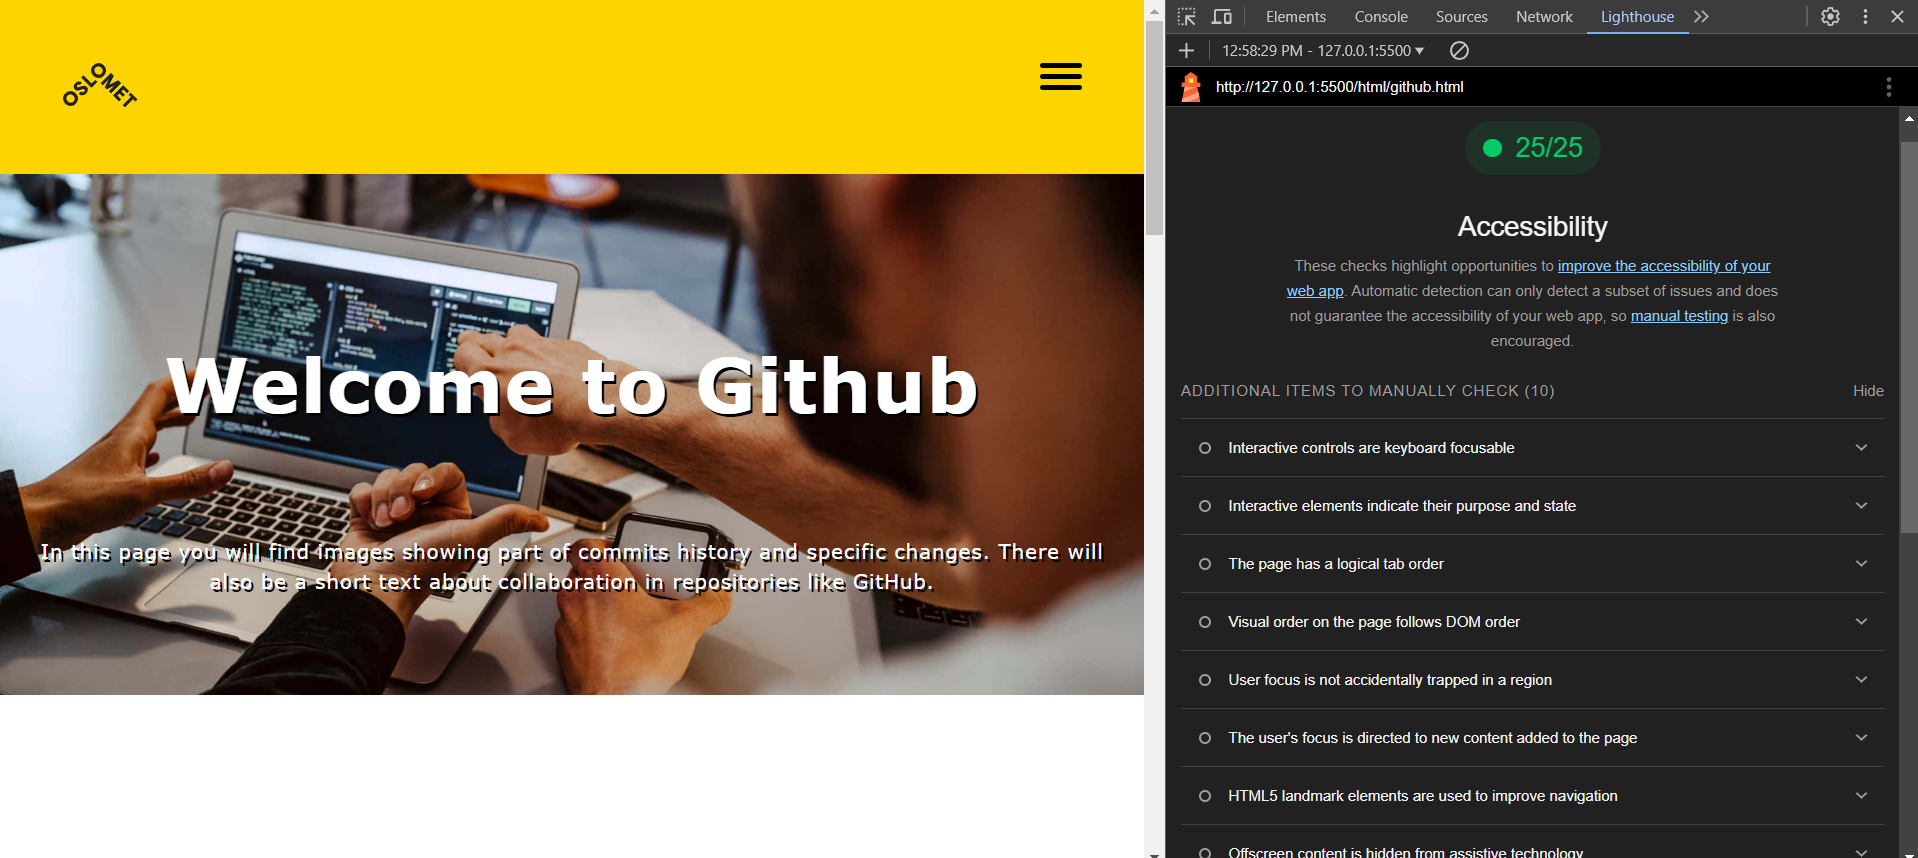 OSLOMET
Welcome to Github
In this page you will find images showing part of commits history and specific changes. There will
also be a short text about collaboration in repositories like GitHub.
Elements Console Sources Network Lighthouse
12:58:29 PM - 127.0.0.1:5500
http://127.0.0.1:5500/html/github.html
25/25
Accessibility
These checks highlight opportunities to improve the accessibility of your
web app. Automatic detection can only detect a subset of issues and does
not guarantee the accessibility of your web app, so manual testing is also
encouraged.
ADDITIONAL ITEMS TO MANUALLY CHECK (10) Hide
Interactive controls are keyboard focusable
Interactive elements indicate their purpose and state
The page has a logical tab order
Visual order on the page follows DOM order
User focus is not accidentally trapped in a region
The user's focus is directed to new content added to the page
HTML5 landmark elements are used to improve navigation
Offscreen content is hidden from assistive technology